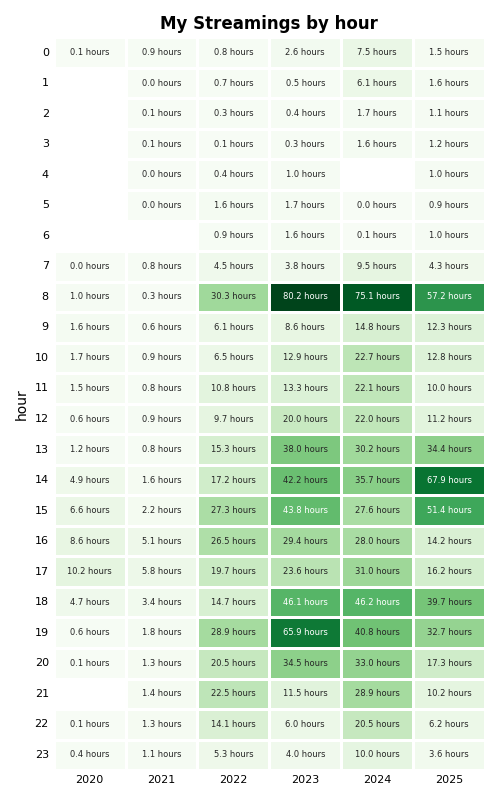 My Streamings by hour
0 0.1 hours 0.9 hours 0.8 hours 2.6 hours 7.5 hours 1.5 hours
1 0.0 hours 0.7 hours 0.5 hours 6.1 hours 1.6 hours
2 0.1 hours 0.3 hours 0.4 hours 1.7 hours 1.1 hours
3 0.1 hours 0.1 hours 0.3 hours 1.6 hours 1.2 hours
4 0.0 hours 0.4 hours 1.0 hours 1.0 hours
5 0.0 hours 1.6 hours 1.7 hours 0.0 hours 0.9 hours
6 0.9 hours 1.6 hours 0.1 hours 1.0 hours
7 0.0 hours 0.8 hours 4.5 hours 3.8 hours 9.5 hours 4.3 hours
8 1.0 hours 0.3 hours 30.3 hours 80.2 hours 75.1 hours 57.2 hours
9 1.6 hours 0.6 hours 6.1 hours 8.6 hours 14.8 hours 12.3 hours
10 1.7 hours 0.9 hours 6.5 hours 12.9 hours 22.7 hours 12.8 hours
11 1.5 hours 0.8 hours 10.8 hours 13.3 hours 22.1 hours 10.0 hours
hour
12 0.6 hours 0.9 hours 9.7 hours 20.0 hours 22.0 hours 11.2 hours
13 1.2 hours 0.8 hours 15.3 hours 38.0 hours 30.2 hours 34.4 hours
14 4.9 hours 1.6 hours 17.2 hours 42.2 hours 35.7 hours 67.9 hours
15 6.6 hours 2.2 hours 27.3 hours 43.8 hours 27.6 hours 51.4 hours
16 8.6 hours 5.1 hours 26.5 hours 29.4 hours 28.0 hours 14.2 hours
17 10.2 hours 5.8 hours 19.7 hours 23.6 hours 31.0 hours 16.2 hours
18 4.7 hours 3.4 hours 14.7 hours 46.1 hours 46.2 hours 39.7 hours
19 0.6 hours 1.8 hours 28.9 hours 65.9 hours 40.8 hours 32.7 hours
20 0.1 hours 1.3 hours 20.5 hours 34.5 hours 33.0 hours 17.3 hours
21 1.4 hours 22.5 hours 11.5 hours 28.9 hours 10.2 hours
22 0.1 hours 1.3 hours 14.1 hours 6.0 hours 20.5 hours 6.2 hours
23 0.4 hours 1.1 hours 5.3 hours 4.0 hours 10.0 hours 3.6 hours
2020 2021 2022 2023 2024 2025